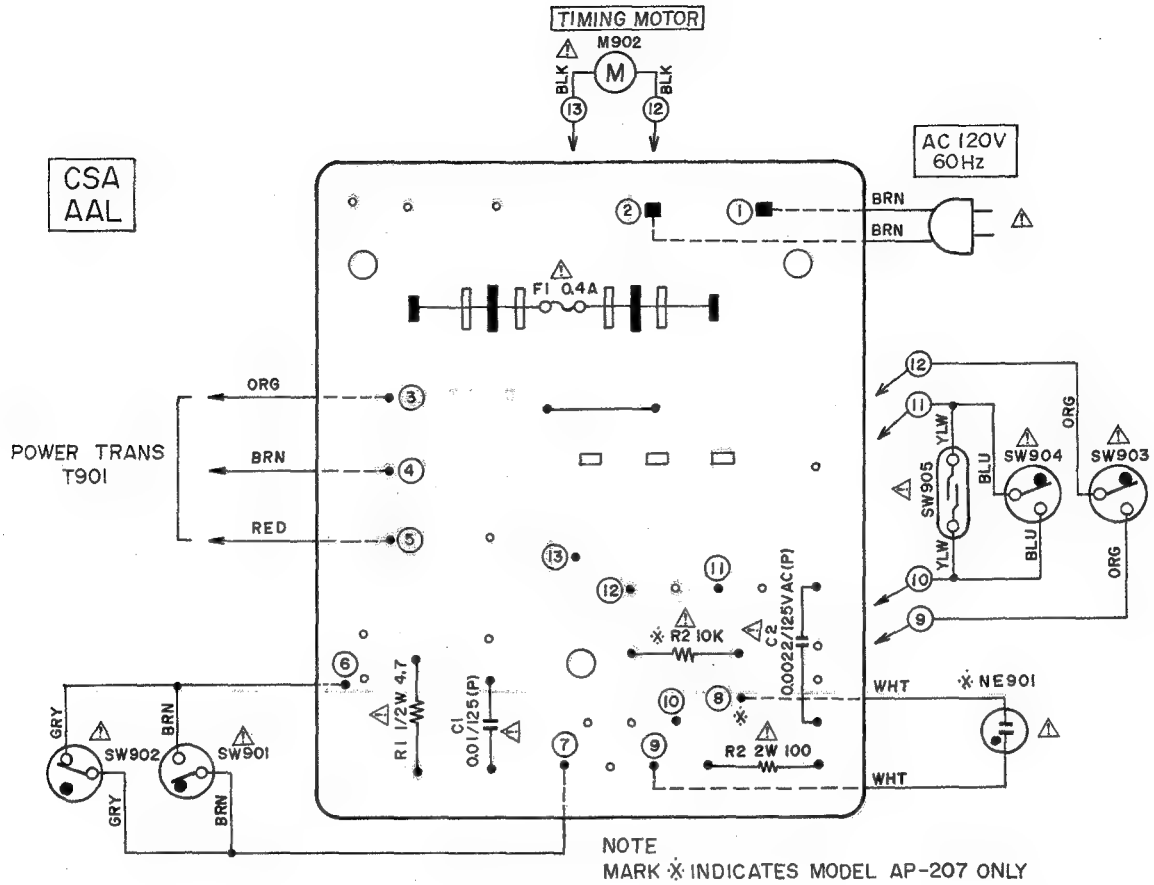 TIMING MOTOR
M902
M
BLK
BLK
13
12
CSA
AAL
AC 120V
60Hz
2
1
BRN
BRN
F1 0.4A
ORG
3
POWER TRANS
T901
BRN
4
RED
5
12
11
YLW
BLU
ORG
SW905
SW904
SW903
YLW
BLU
ORG
10
9
13
12
11
※ R2 10K
C2
0.0022/125VAC(P)
6
GRY
BRN
SW902
SW901
GRY
BRN
R1 1/2W 4.7
C1
0.01/125(P)
7
10
8
※
9
R2 2W 100
WHT
※ NE901
WHT
NOTE
MARK ※ INDICATES MODEL AP-207 ONLY